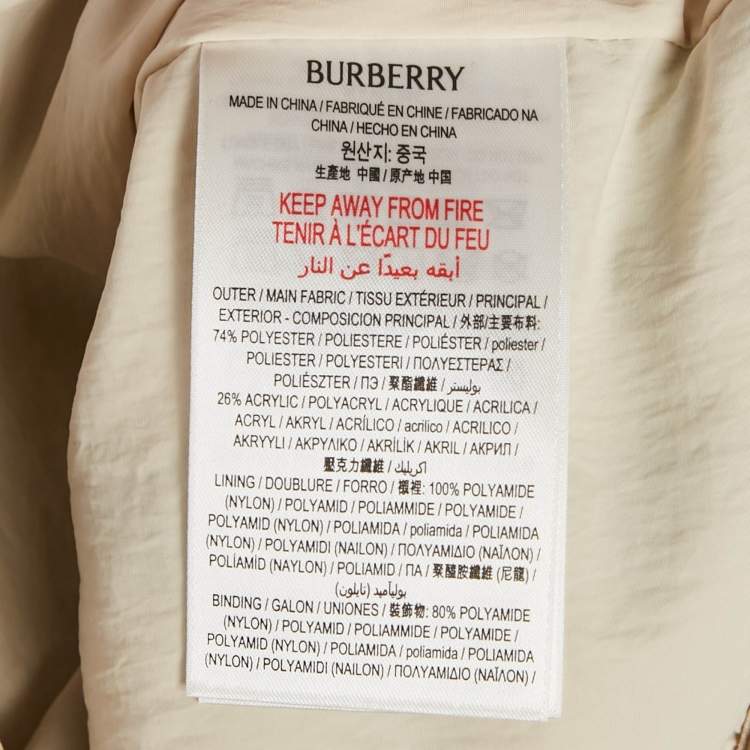 BURBERRY
MADE IN CHINA / FABRIQUÉ EN CHINE / FABRICADO NA
CHINA / HECHO EN CHINA
원산지: 중국
生產地 中國 / 原产地 中国
KEEP AWAY FROM FIRE
TENIR À L'ÉCART DU FEU
أبقه بعيدًا عن النار
OUTER / MAIN FABRIC / TISSU EXTÉRIEUR / PRINCIPAL /
EXTERIOR - COMPOSICION PRINCIPAL / 外部/主要布料:
74% POLYESTER / POLIESTERE / POLIÉSTER / poliester /
POLIESTER / POLYESTERI / ΠΟΛΥΕΣΤΕΡΑΣ /
POLIÉSZTER / ПЭ / 聚酯纖維 / بوليستر /
26% ACRYLIC / POLYACRYL / ACRYLIQUE / ACRILICA /
ACRYL / AKRYL / ACRÍLICO / acrilico / ACRILICO /
AKRYYLI / ΑΚΡΥΛΙΚΟ / AKRİLİK / AKRIL / АКРИЛ /
壓克力纖維 / اكريليك /
LINING / DOUBLURE / FORRO / 襯裡: 100% POLYAMIDE
(NYLON) / POLYAMID / POLIAMMIDE / POLYAMIDE /
POLYAMID (NYLON) / POLIAMIDA / poliamida / POLIAMIDA
(NYLON) / POLYAMIDI (NAILON) / ΠΟΛΥΑΜΙΔΙΟ (ΝΑΪΛΟΝ) /
POLÍAMÍD (NAYLON) / POLIAMID / ПА / 聚醯胺纖維 (尼龍) /
بوليأميد (نايلون)
BINDING / GALON / UNIONES / 裝飾物: 80% POLYAMIDE
(NYLON) / POLYAMID / POLIAMMIDE / POLYAMIDE /
POLYAMID (NYLON) / POLIAMIDA / poliamida / POLIAMIDA
(NYLON) / POLYAMIDI (NAILON) / ΠΟΛΥΑΜΙΔΙΟ (ΝΑΪΛΟΝ) /